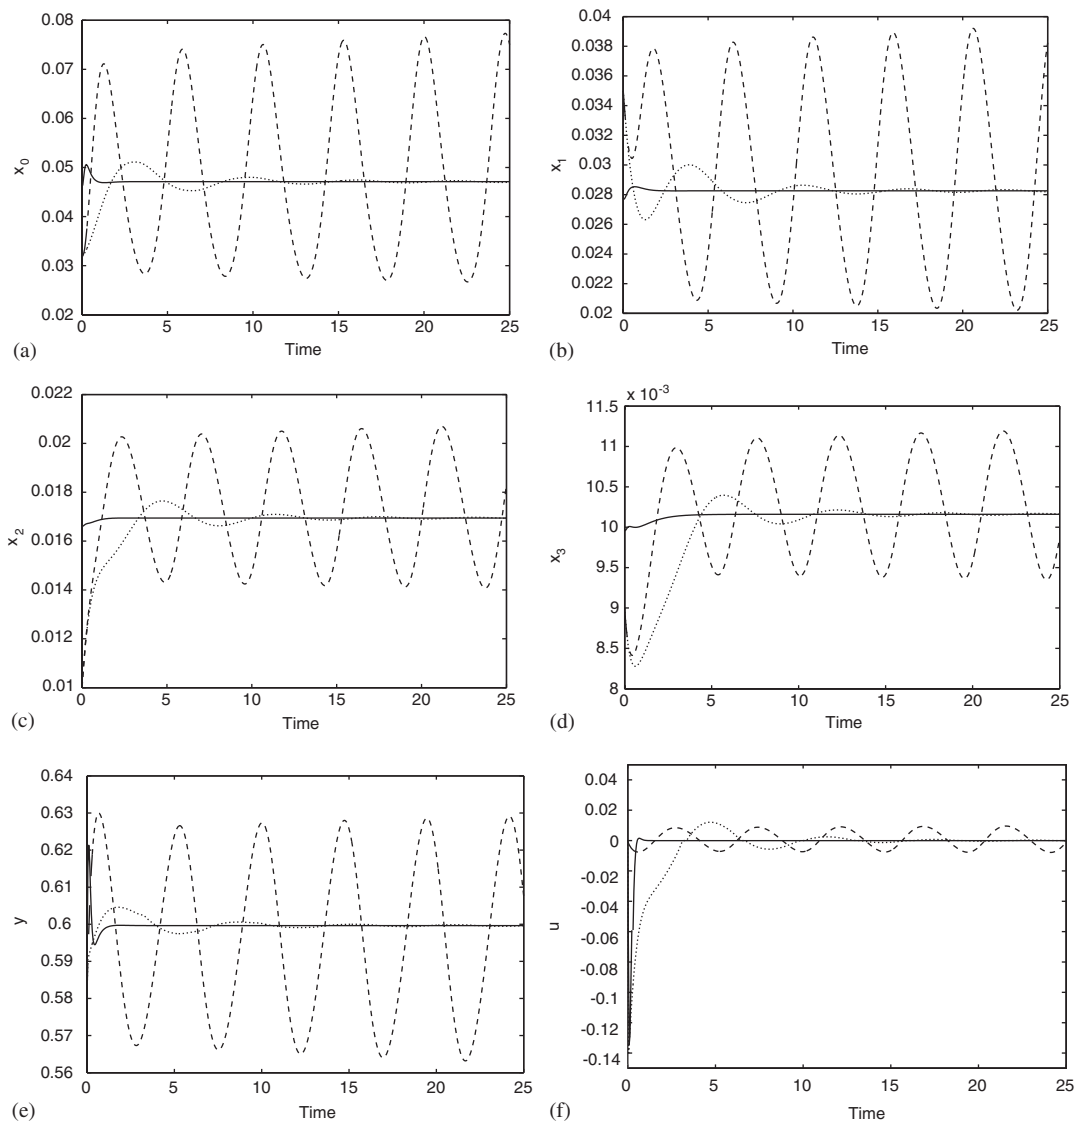 0.08
0.07
0.06
0.05
0.04
0.03
0.02
x0
0 5 10 15 20 25
Time
(a)
0.04
0.038
0.036
0.034
0.032
0.03
0.028
0.026
0.024
0.022
0.02
x1
0 5 10 15 20 25
Time
(b)
0.022
0.02
0.018
0.016
0.014
0.012
0.01
x2
0 5 10 15 20 25
Time
(c)
x 10-3
11.5
11
10.5
10
9.5
9
8.5
8
x3
0 5 10 15 20 25
Time
(d)
0.64
0.63
0.62
0.61
0.6
0.59
0.58
0.57
0.56
y
0 5 10 15 20 25
Time
(e)
0.04
0.02
0
-0.02
-0.04
-0.06
-0.08
-0.1
-0.12
-0.14
u
0 5 10 15 20 25
Time
(f)